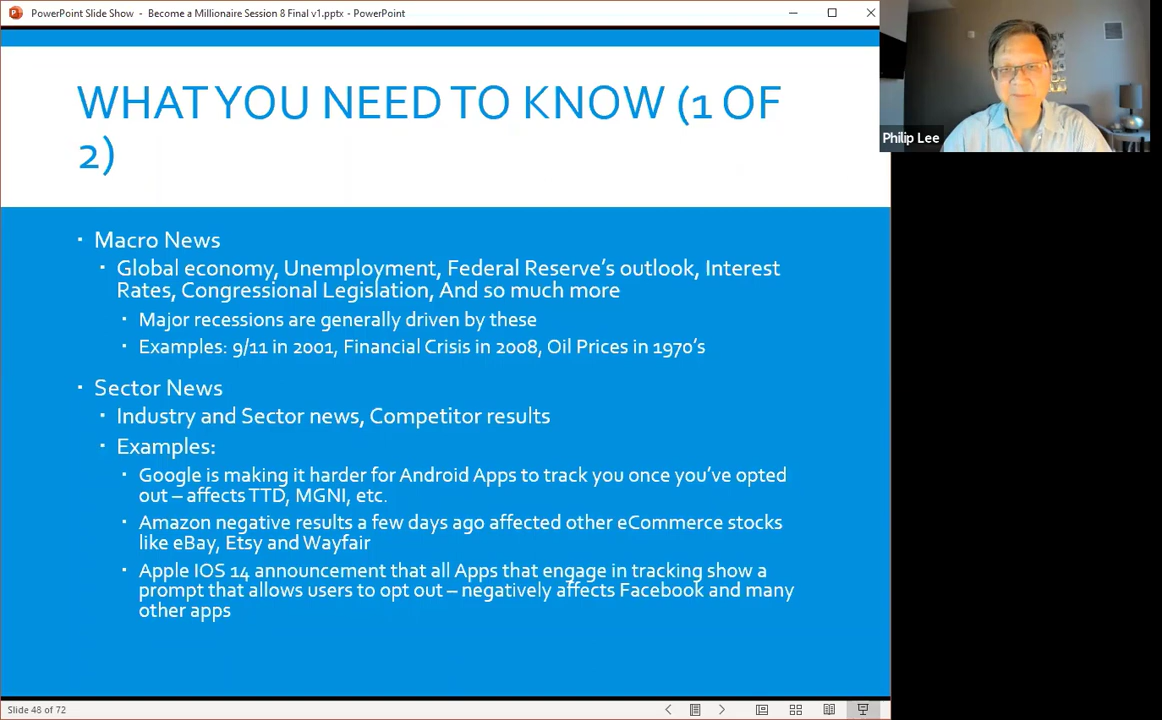 PowerPoint Slide Show - Become a Millionaire Session 8 Final v1.pptx - PowerPoint
WHAT YOU NEED TO KNOW (1 OF
2)
Philip Lee
▪ Macro News
▪ Global economy, Unemployment, Federal Reserve’s outlook, Interest
Rates, Congressional Legislation, And so much more
▪ Major recessions are generally driven by these
▪ Examples: 9/11 in 2001, Financial Crisis in 2008, Oil Prices in 1970’s
▪ Sector News
▪ Industry and Sector news, Competitor results
▪ Examples:
▪ Google is making it harder for Android Apps to track you once you’ve opted
out – affects TTD, MGNI, etc.
▪ Amazon negative results a few days ago affected other eCommerce stocks
like eBay, Etsy and Wayfair
▪ Apple IOS 14 announcement that all Apps that engage in tracking show a
prompt that allows users to opt out – negatively affects Facebook and many
other apps
Slide 48 of 72